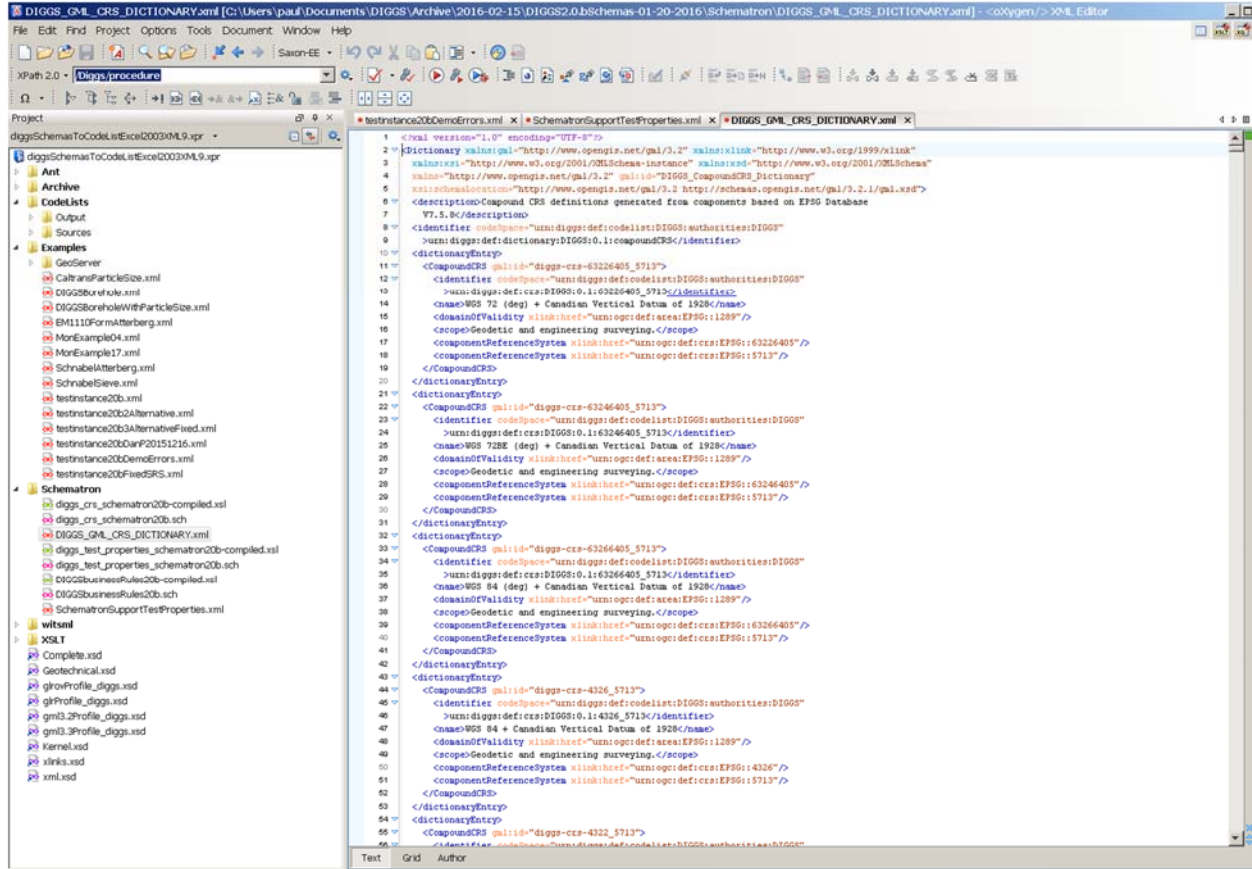 DIGGS_GML_CRS_DICTIONARY.xml [C:\Users\paul\Documents\DIGGS\Archive\2016-02-15\DIGGS2.0.bSchemas-01-20-2016\Schematron\DIGGS_GML_CRS_DICTIONARY.xml] - <oXygen/> XML Editor
File Edit Find Project Options Tools Document Window Help
Saxon-EE
XPath 2.0 /Diggs/procedure
Project
diggsSchemasToCodeListExcel2003XML9.xpr
diggsSchemasToCodeListExcel2003XML9.xpr
Ant
Archive
CodeLists
Output
Sources
Examples
GeoServer
CaltransParticleSize.xml
DIGGSBorehole.xml
DIGGSBoreholeWithParticleSize.xml
EM1110FormAtterberg.xml
MonExample04.xml
MonExample17.xml
SchnabelAtterberg.xml
SchnabelSieve.xml
testinstance20b.xml
testinstance20b2Alternative.xml
testinstance20b3AlternativeFixed.xml
testinstance20bDanP20151216.xml
testinstance20bDemoErrors.xml
testinstance20bFixedSRS.xml
Schematron
diggs_crs_schematron20b-compiled.xsl
diggs_crs_schematron20b.sch
DIGGS_GML_CRS_DICTIONARY.xml
diggs_test_properties_schematron20b-compiled.xsl
diggs_test_properties_schematron20b.sch
DIGGSbusinessRules20b-compiled.xsl
DIGGSbusinessRules20b.sch
SchematronSupportTestProperties.xml
witsml
XSLT
Complete.xsd
Geotechnical.xsd
glrovProfile_diggs.xsd
glrProfile_diggs.xsd
gml3.2Profile_diggs.xsd
gml3.3Profile_diggs.xsd
Kernel.xsd
xlinks.xsd
xml.xsd
testinstance20bDemoErrors.xml × SchematronSupportTestProperties.xml × DIGGS_GML_CRS_DICTIONARY.xml ×
1 <?xml version="1.0" encoding="UTF-8"?>
2 <Dictionary xmlns:gml="http://www.opengis.net/gml/3.2" xmlns:xlink="http://www.w3.org/1999/xlink"
3 xmlns:xsi="http://www.w3.org/2001/XMLSchema-instance" xmlns:xsd="http://www.w3.org/2001/XMLSchema"
4 xmlns="http://www.opengis.net/gml/3.2" gml:id="DIGGS_CompoundCRS_Dictionary"
5 xsi:schemaLocation="http://www.opengis.net/gml/3.2 http://schemas.opengis.net/gml/3.2.1/gml.xsd">
6 <description>Compound CRS definitions generated from components based on EPSG Database
7 V7.5.8</description>
8 <identifier codeSpace="urn:diggs:def:codelist:DIGGS:authorities:DIGGS"
9 >urn:diggs:def:dictionary:DIGGS:0.1:compoundCRS</identifier>
10 <dictionaryEntry>
11 <CompoundCRS gml:id="diggs-crs-63226405_5713">
12 <identifier codeSpace="urn:diggs:def:codelist:DIGGS:authorities:DIGGS"
13 >urn:diggs:def:crs:DIGGS:0.1:63226405_5713</identifier>
14 <name>WGS 72 (deg) + Canadian Vertical Datum of 1928</name>
15 <domainOfValidity xlink:href="urn:ogc:def:area:EPSG::1289"/>
16 <scope>Geodetic and engineering surveying.</scope>
17 <componentReferenceSystem xlink:href="urn:ogc:def:crs:EPSG::63226405"/>
18 <componentReferenceSystem xlink:href="urn:ogc:def:crs:EPSG::5713"/>
19 </CompoundCRS>
20 </dictionaryEntry>
21 <dictionaryEntry>
22 <CompoundCRS gml:id="diggs-crs-63246405_5713">
23 <identifier codeSpace="urn:diggs:def:codelist:DIGGS:authorities:DIGGS"
24 >urn:diggs:def:crs:DIGGS:0.1:63246405_5713</identifier>
25 <name>WGS 72BE (deg) + Canadian Vertical Datum of 1928</name>
26 <domainOfValidity xlink:href="urn:ogc:def:area:EPSG::1289"/>
27 <scope>Geodetic and engineering surveying.</scope>
28 <componentReferenceSystem xlink:href="urn:ogc:def:crs:EPSG::63246405"/>
29 <componentReferenceSystem xlink:href="urn:ogc:def:crs:EPSG::5713"/>
30 </CompoundCRS>
31 </dictionaryEntry>
32 <dictionaryEntry>
33 <CompoundCRS gml:id="diggs-crs-63266405_5713">
34 <identifier codeSpace="urn:diggs:def:codelist:DIGGS:authorities:DIGGS"
35 >urn:diggs:def:crs:DIGGS:0.1:63266405_5713</identifier>
36 <name>WGS 84 (deg) + Canadian Vertical Datum of 1928</name>
37 <domainOfValidity xlink:href="urn:ogc:def:area:EPSG::1289"/>
38 <scope>Geodetic and engineering surveying.</scope>
39 <componentReferenceSystem xlink:href="urn:ogc:def:crs:EPSG::63266405"/>
40 <componentReferenceSystem xlink:href="urn:ogc:def:crs:EPSG::5713"/>
41 </CompoundCRS>
42 </dictionaryEntry>
43 <dictionaryEntry>
44 <CompoundCRS gml:id="diggs-crs-4326_5713">
45 <identifier codeSpace="urn:diggs:def:codelist:DIGGS:authorities:DIGGS"
46 >urn:diggs:def:crs:DIGGS:0.1:4326_5713</identifier>
47 <name>WGS 84 + Canadian Vertical Datum of 1928</name>
48 <domainOfValidity xlink:href="urn:ogc:def:area:EPSG::1289"/>
49 <scope>Geodetic and engineering surveying.</scope>
50 <componentReferenceSystem xlink:href="urn:ogc:def:crs:EPSG::4326"/>
51 <componentReferenceSystem xlink:href="urn:ogc:def:crs:EPSG::5713"/>
52 </CompoundCRS>
53 </dictionaryEntry>
54 <dictionaryEntry>
55 <CompoundCRS gml:id="diggs-crs-4322_5713">
56 <identifier codeSpace="urn:diggs:def:codelist:DIGGS:authorities:DIGGS"
Text Grid Author